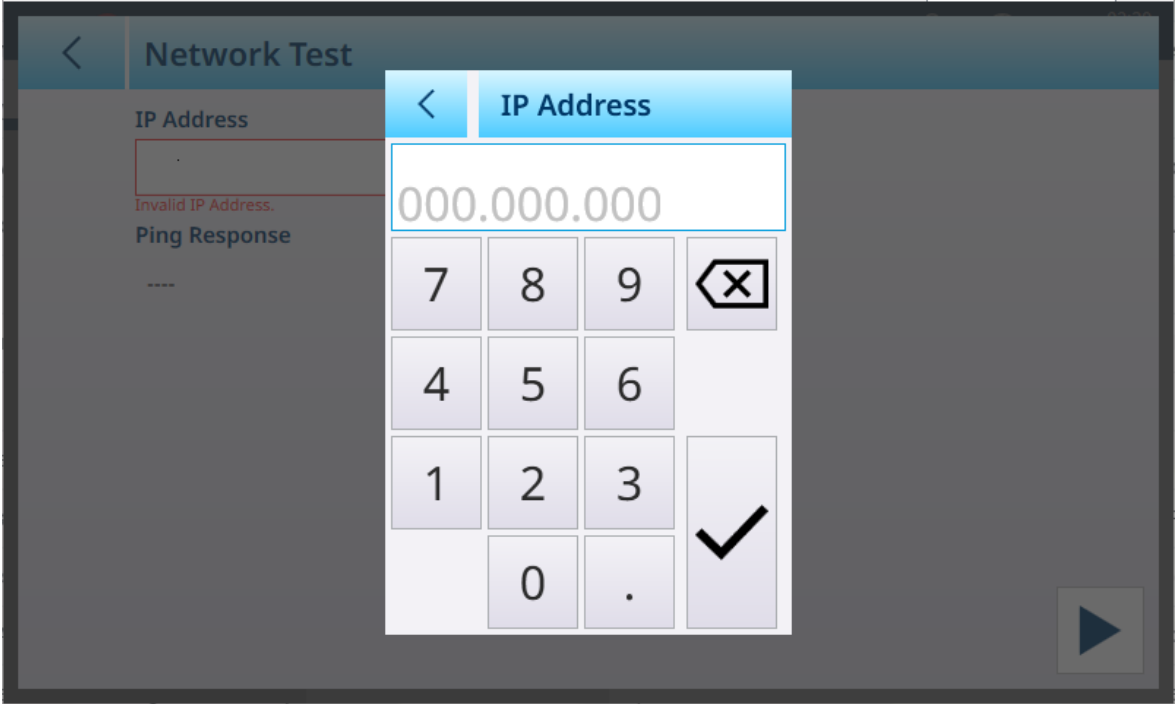 Network Test
IP Address
.
Invalid IP Address.
Ping Response
----
IP Address
000.000.000
7 8 9
4 5 6
1 2 3
0 .